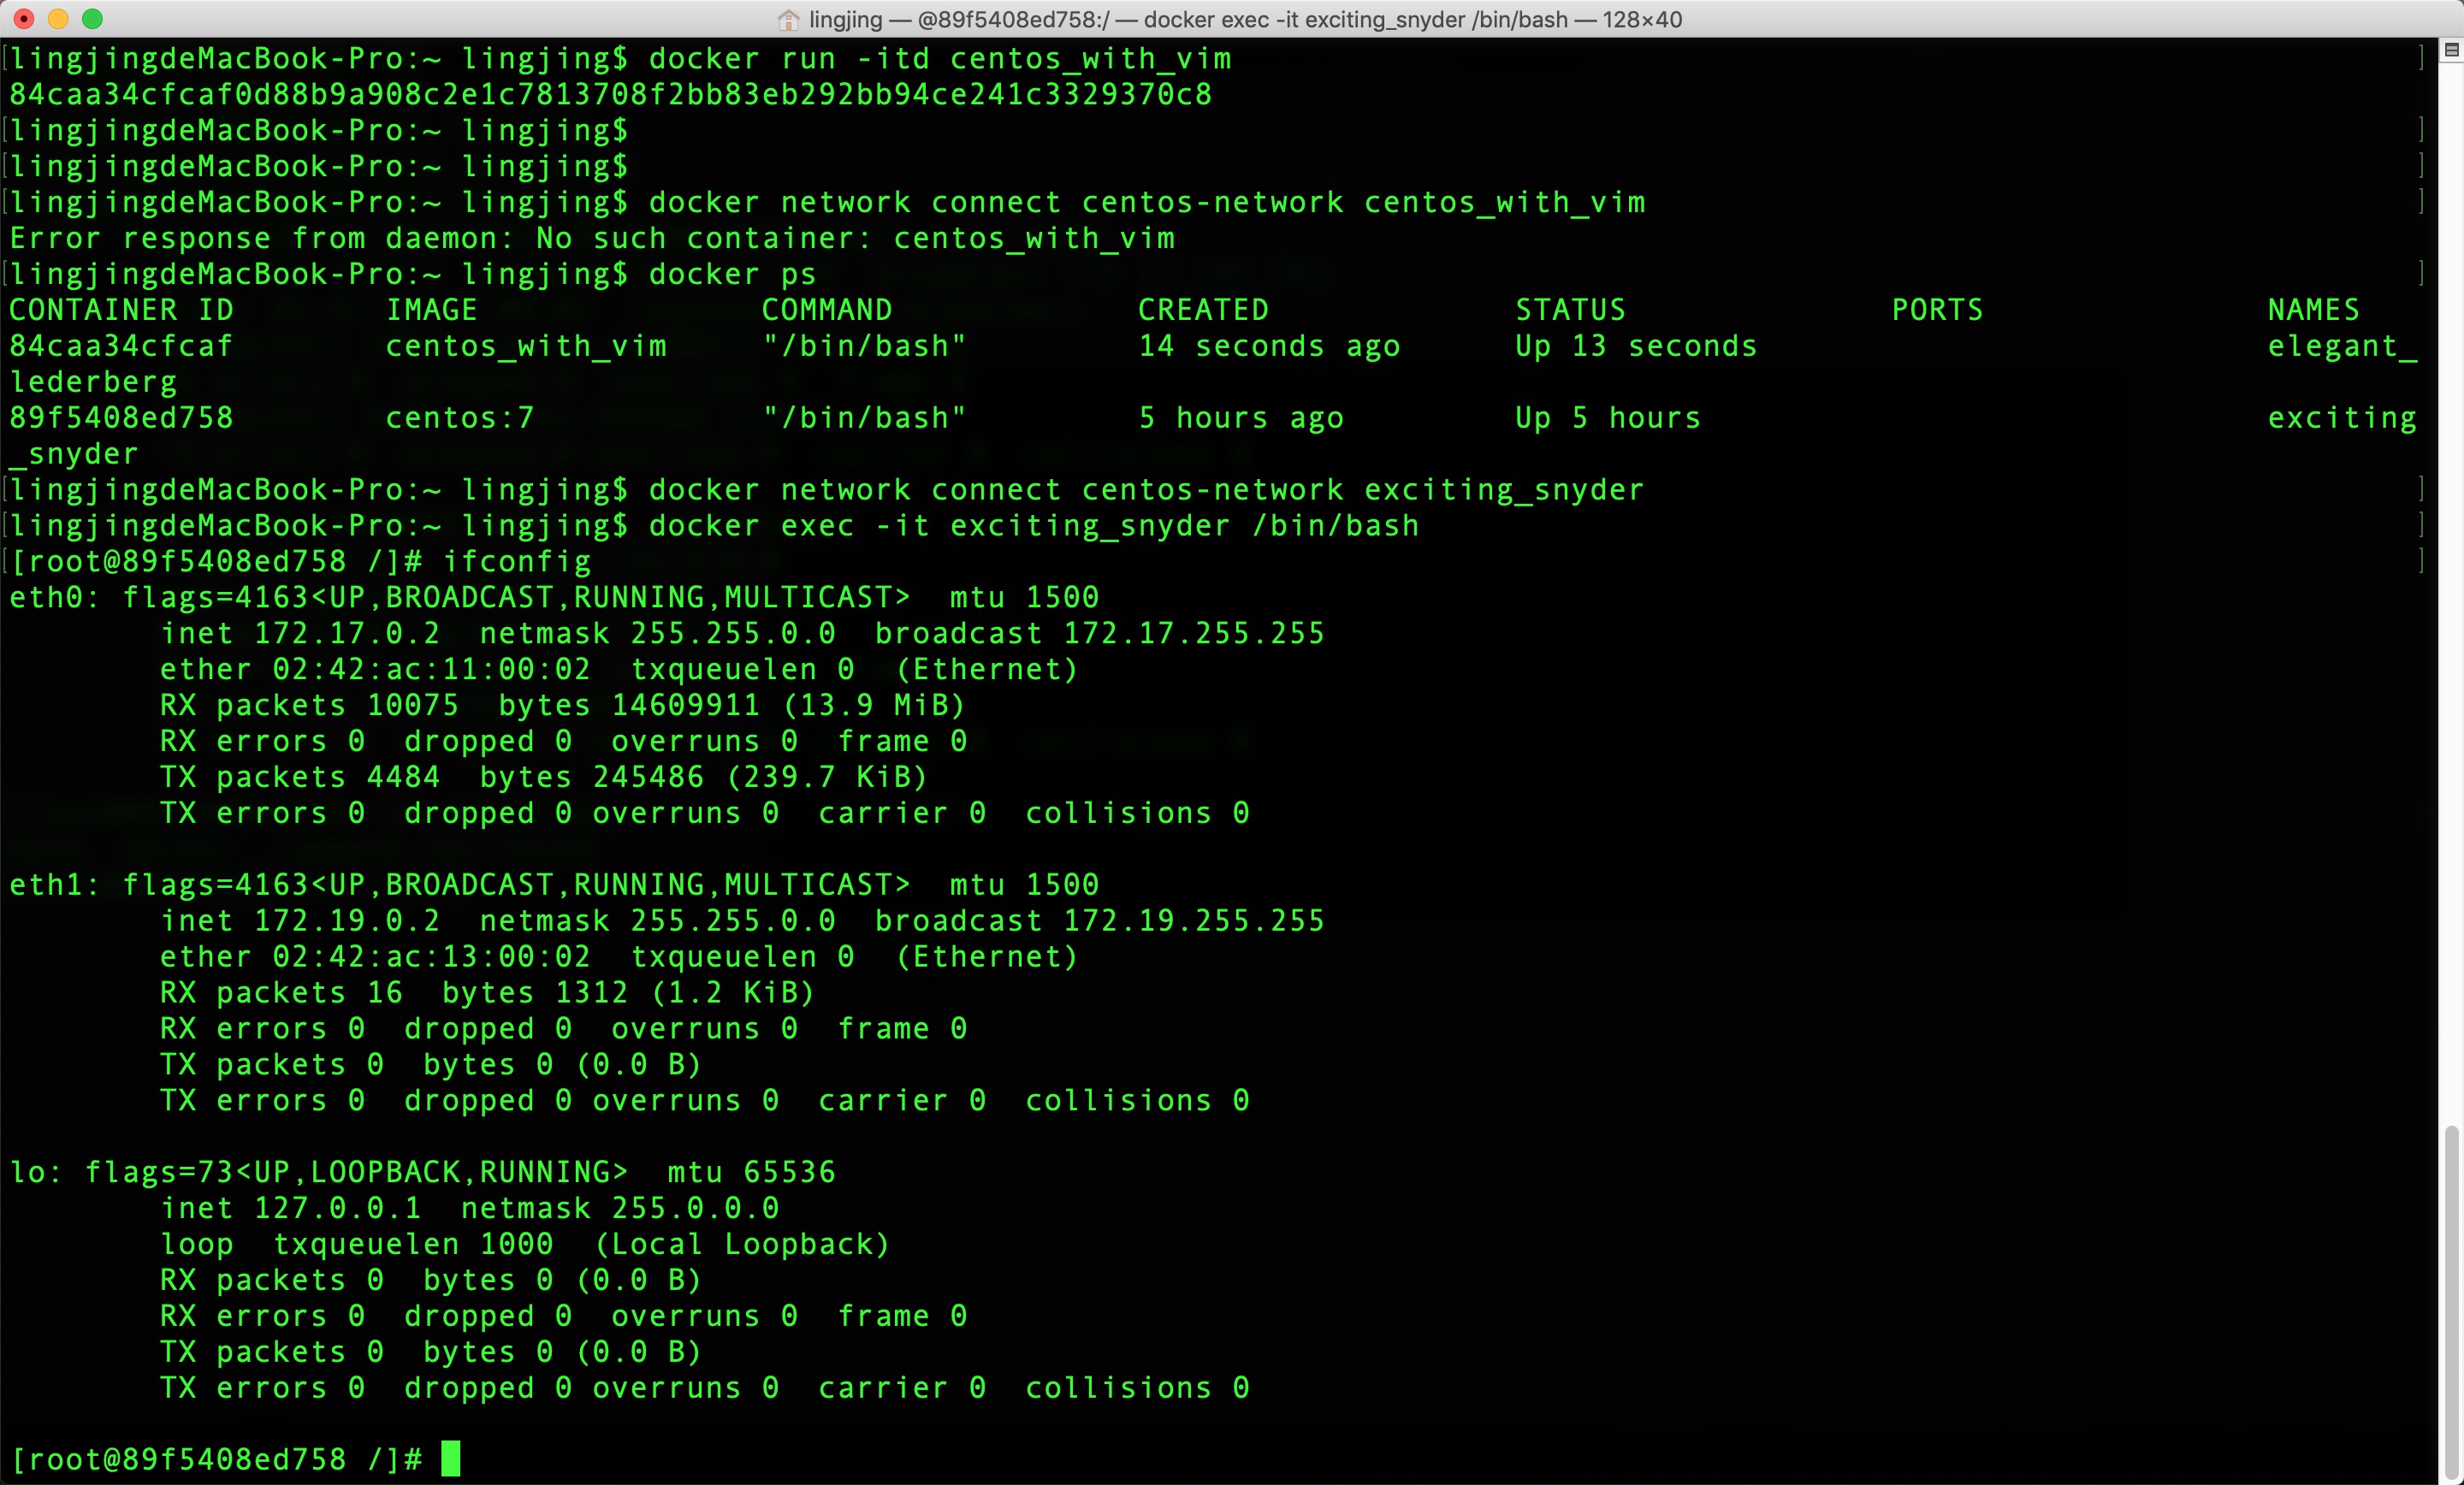 lingjing — @89f5408ed758:/ — docker exec -it exciting_snyder /bin/bash — 128×40
[lingjingdeMacBook-Pro:~ lingjing$ docker run -itd centos_with_vim ]
84caa34cfcaf0d88b9a908c2e1c7813708f2bb83eb292bb94ce241c3329370c8
[lingjingdeMacBook-Pro:~ lingjing$ ]
[lingjingdeMacBook-Pro:~ lingjing$ ]
[lingjingdeMacBook-Pro:~ lingjing$ docker network connect centos-network centos_with_vim ]
Error response from daemon: No such container: centos_with_vim
[lingjingdeMacBook-Pro:~ lingjing$ docker ps ]
CONTAINER ID        IMAGE               COMMAND             CREATED             STATUS              PORTS               NAMES
84caa34cfcaf        centos_with_vim     "/bin/bash"         14 seconds ago      Up 13 seconds                           elegant_
lederberg
89f5408ed758        centos:7            "/bin/bash"         5 hours ago         Up 5 hours                              exciting
_snyder
[lingjingdeMacBook-Pro:~ lingjing$ docker network connect centos-network exciting_snyder ]
[lingjingdeMacBook-Pro:~ lingjing$ docker exec -it exciting_snyder /bin/bash ]
[[root@89f5408ed758 /]# ifconfig ]
eth0: flags=4163<UP,BROADCAST,RUNNING,MULTICAST>  mtu 1500
        inet 172.17.0.2  netmask 255.255.0.0  broadcast 172.17.255.255
        ether 02:42:ac:11:00:02  txqueuelen 0  (Ethernet)
        RX packets 10075  bytes 14609911 (13.9 MiB)
        RX errors 0  dropped 0  overruns 0  frame 0
        TX packets 4484  bytes 245486 (239.7 KiB)
        TX errors 0  dropped 0 overruns 0  carrier 0  collisions 0
eth1: flags=4163<UP,BROADCAST,RUNNING,MULTICAST>  mtu 1500
        inet 172.19.0.2  netmask 255.255.0.0  broadcast 172.19.255.255
        ether 02:42:ac:13:00:02  txqueuelen 0  (Ethernet)
        RX packets 16  bytes 1312 (1.2 KiB)
        RX errors 0  dropped 0  overruns 0  frame 0
        TX packets 0  bytes 0 (0.0 B)
        TX errors 0  dropped 0 overruns 0  carrier 0  collisions 0
lo: flags=73<UP,LOOPBACK,RUNNING>  mtu 65536
        inet 127.0.0.1  netmask 255.0.0.0
        loop  txqueuelen 1000  (Local Loopback)
        RX packets 0  bytes 0 (0.0 B)
        RX errors 0  dropped 0  overruns 0  frame 0
        TX packets 0  bytes 0 (0.0 B)
        TX errors 0  dropped 0 overruns 0  carrier 0  collisions 0
[root@89f5408ed758 /]#